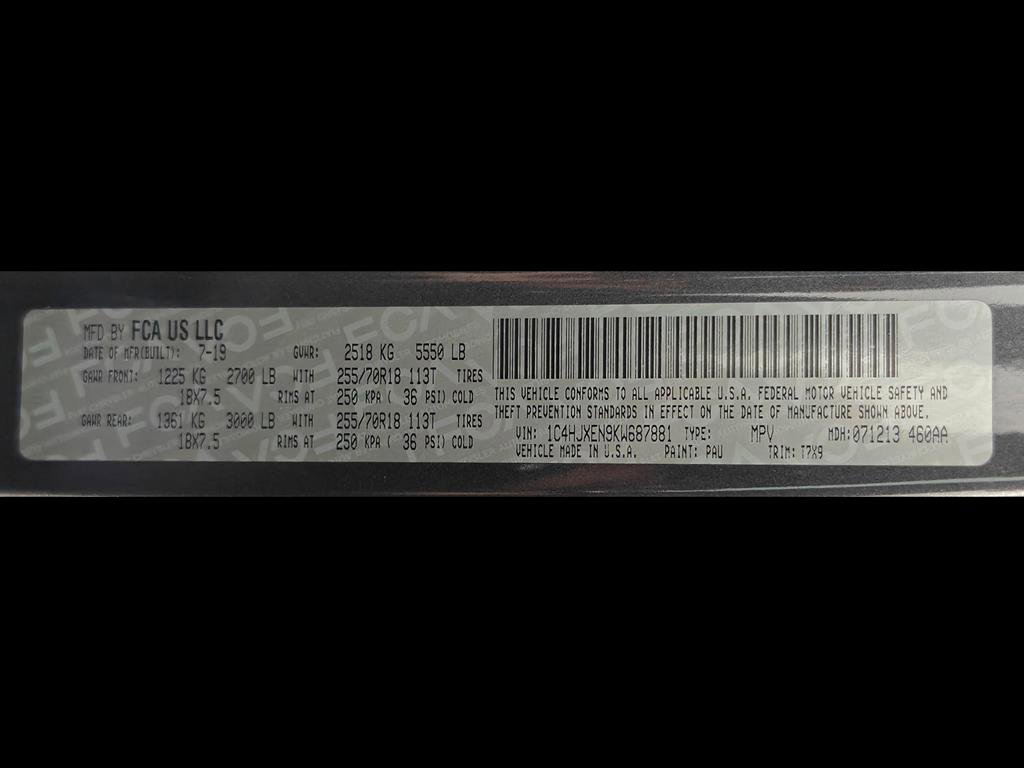 MFD BY FCA US LLC
DATE OF MFR(BUILT): 7-19 GVWR: 2518 KG 5550 LB
GAWR FRONT: 1225 KG 2700 LB WITH 255/70R18 113T TIRES
18X7.5 RIMS AT 250 KPA ( 36 PSI) COLD
GAWR REAR: 1361 KG 3000 LB WITH 255/70R18 113T TIRES
18X7.5 RIMS AT 250 KPA ( 36 PSI) COLD
THIS VEHICLE CONFORMS TO ALL APPLICABLE U.S.A. FEDERAL MOTOR VEHICLE SAFETY AND
THEFT PREVENTION STANDARDS IN EFFECT ON THE DATE OF MANUFACTURE SHOWN ABOVE.
VIN: 1C4HJXEN9KW687881 TYPE: MPV MDH: 071213 460AA
VEHICLE MADE IN U.S.A. PAINT: PAU TRIM: T7X9